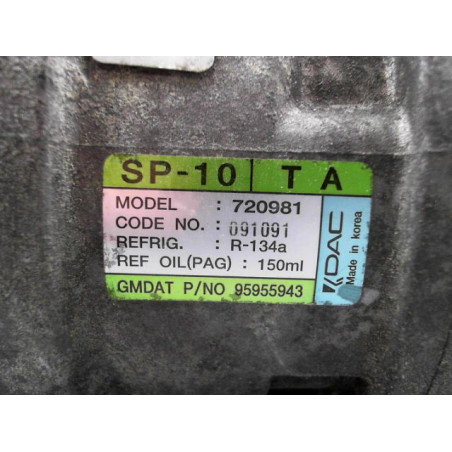 SP-10 T A
MODEL : 720981
CODE NO. : 091091
REFRIG. : R-134a
REF OIL(PAG) : 150ml
GMDAT P/NO 95955943
KDAC
Made in korea